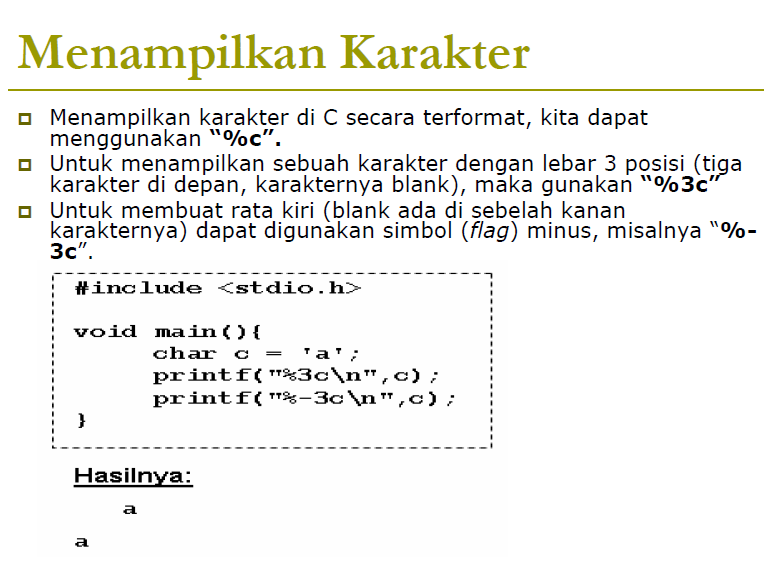 Menampilkan Karakter
Menampilkan karakter di C secara terformat, kita dapat
menggunakan “%c”.
Untuk menampilkan sebuah karakter dengan lebar 3 posisi (tiga
karakter di depan, karakternya blank), maka gunakan “%3c”
Untuk membuat rata kiri (blank ada di sebelah kanan
karakternya) dapat digunakan simbol (flag) minus, misalnya “%-
3c”.
#include <stdio.h>
void main(){
char c = 'a';
printf("%3c\n",c);
printf("%-3c\n",c);
}
Hasilnya:
a
a